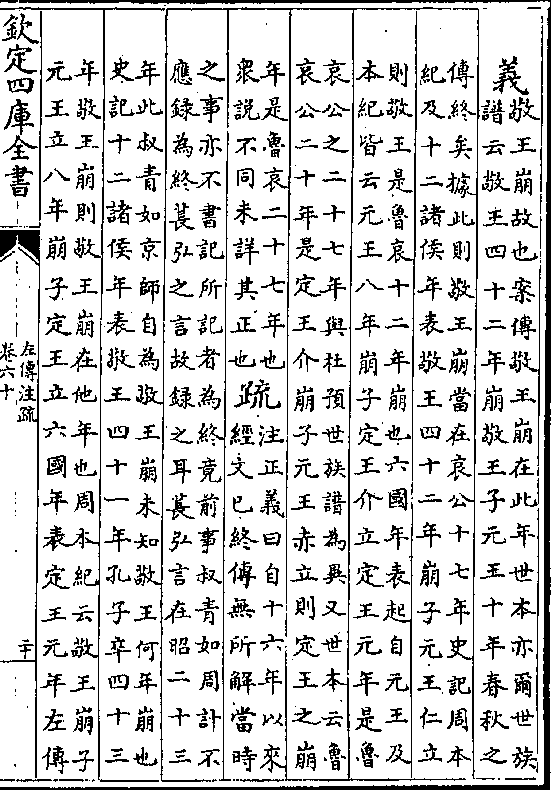 義敬王崩故也案傳敬王崩在此年世本亦爾世族
譜云敬王四十二年崩敬王子元王十年春秋之
傳終矣據此則敬王崩當在哀公十七年史記周本
紀及十二諸侯年表敬王四十二年崩子元王仁立
則敬王是魯哀十二年崩也六國年表起自元王及
本紀皆云元王八年崩子定王介立定王元年是魯
哀公之二十七年與杜預世族譜為異又世本云魯
哀公二十年是定王介崩子元王赤立則定王之崩
年是魯哀二十七年也
衆說不同未詳其正也
疏注正義曰自十六年以來
經文已終傳無所解當時
之事亦不書記所記者為終竟前事叔青如周計不
應録為終萇弘之言故録之耳萇弘言在昭二十三
年此叔青如京師自為敬王崩未知敬王何年崩也
史記十二諸侯年表敬王四十一年孔子卒四十三
年敬王崩則敬王崩在他年也周本紀云敬王崩子
元王立八年崩子定王立六國年表定王元年左傳
欽定四庫全書
左傳注疏
卷六十
二十